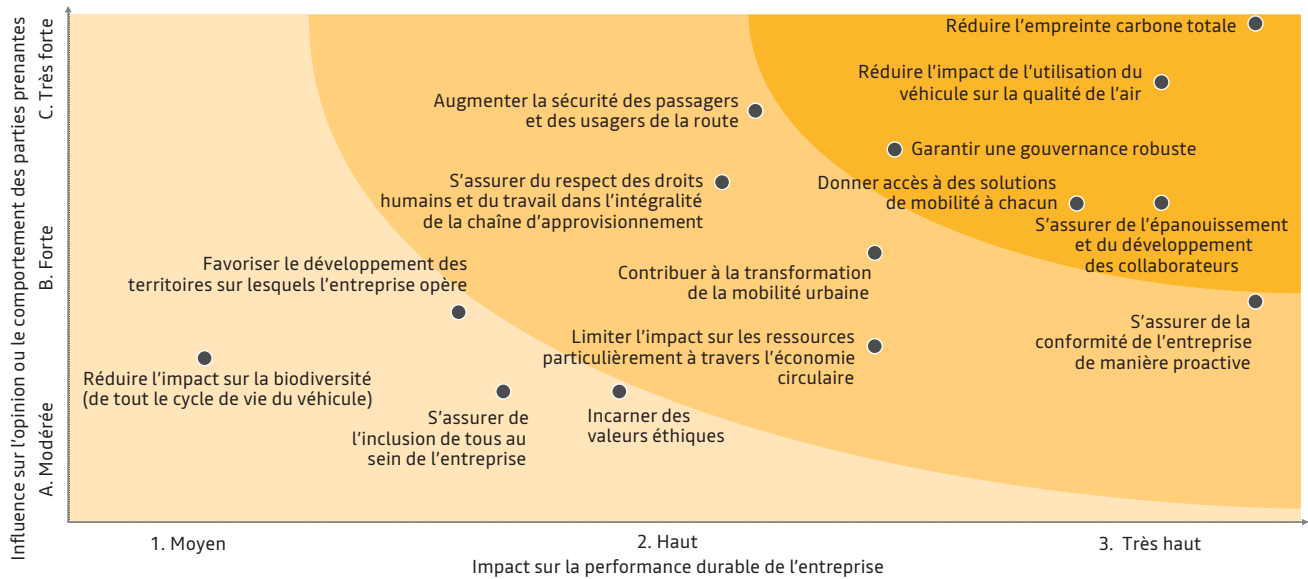 Influence sur l'opinion ou le comportement des parties prenantes
C. Très forte
B. Forte
A. Modérée
Réduire l'empreinte carbone totale
Réduire l'impact de l'utilisation du
véhicule sur la qualité de l'air
Augmenter la sécurité des passagers
et des usagers de la route
Garantir une gouvernance robuste
S'assurer du respect des droits
humains et du travail dans l'intégralité
de la chaîne d'approvisionnement
Donner accès à des solutions
de mobilité à chacun
S'assurer de l'épanouissement
et du développement
des collaborateurs
Favoriser le développement des
territoires sur lesquels l'entreprise opère
Contribuer à la transformation
de la mobilité urbaine
S'assurer de la
conformité de l'entreprise
de manière proactive
Limiter l'impact sur les ressources
particulièrement à travers l'économie
circulaire
Réduire l'impact sur la biodiversité
(de tout le cycle de vie du véhicule)
S'assurer de
l'inclusion de tous au
sein de l'entreprise
Incarner des
valeurs éthiques
1. Moyen
2. Haut
3. Très haut
Impact sur la performance durable de l'entreprise